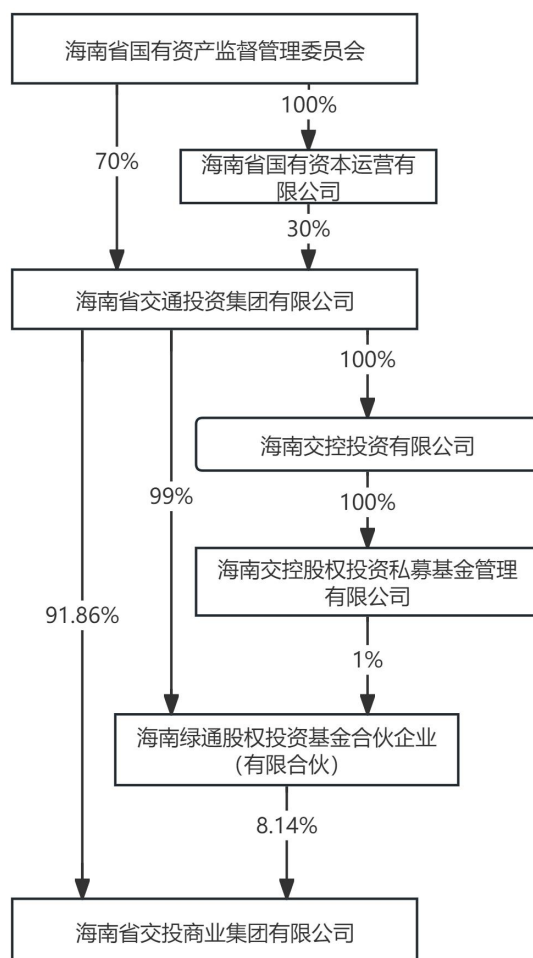 海南省国有资产监督管理委员会
100%
70%
海南省国有资本运营有
限公司
30%
海南省交通投资集团有限公司
100%
海南交控投资有限公司
99%
100%
海南交控股权投资私募基金管理
有限公司
91.86%
1%
海南绿通股权投资基金合伙企业
（有限合伙）
8.14%
海南省交投商业集团有限公司